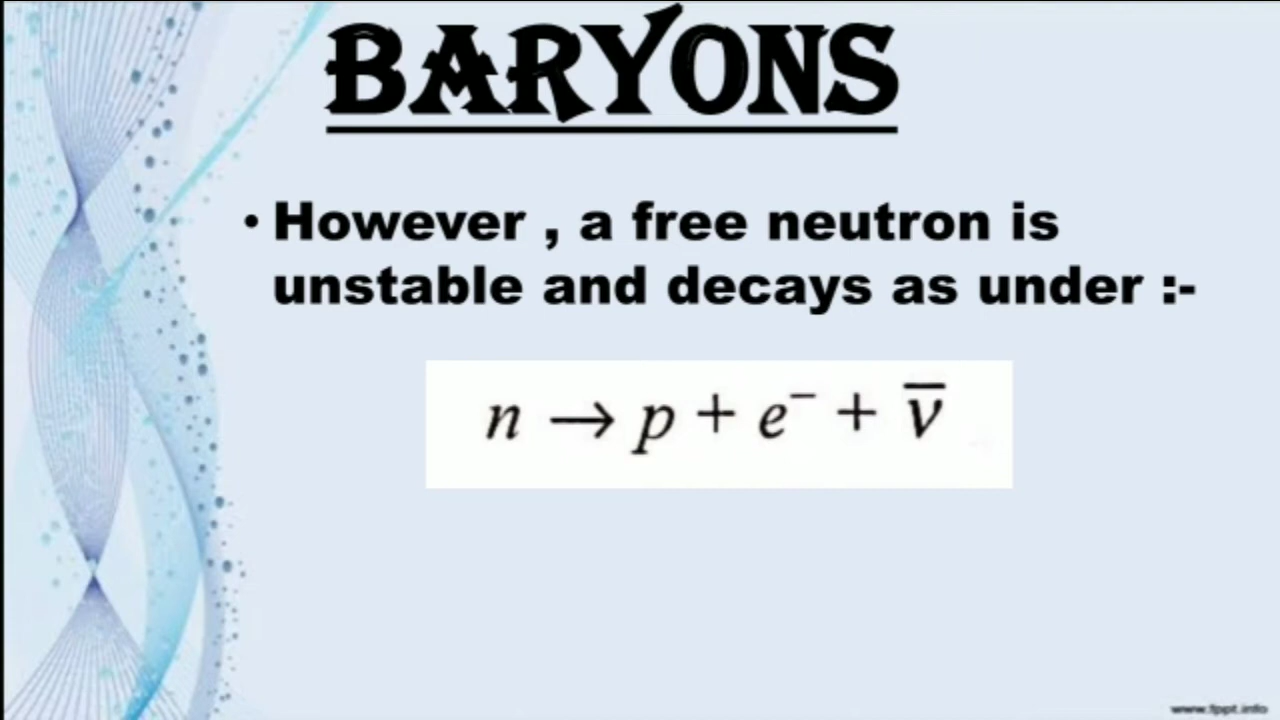 BARYONS
• However , a free neutron is
unstable and decays as under :-
n → p + e⁻ + ν̅
www.fppt.info